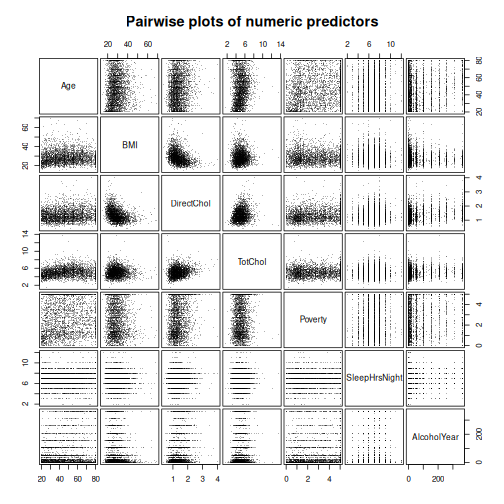 Pairwise plots of numeric predictors
20 40 60
2 6 10 14
2 6 10
Age
20 40 60 80
20 40 60
BMI
DirectChol
1 2 3 4
2 6 10 14
TotChol
Poverty
0 2 4
2 6 10
SleepHrsNight
AlcoholYear
0 200
20 40 60 80
1 2 3 4
0 2 4
0 200